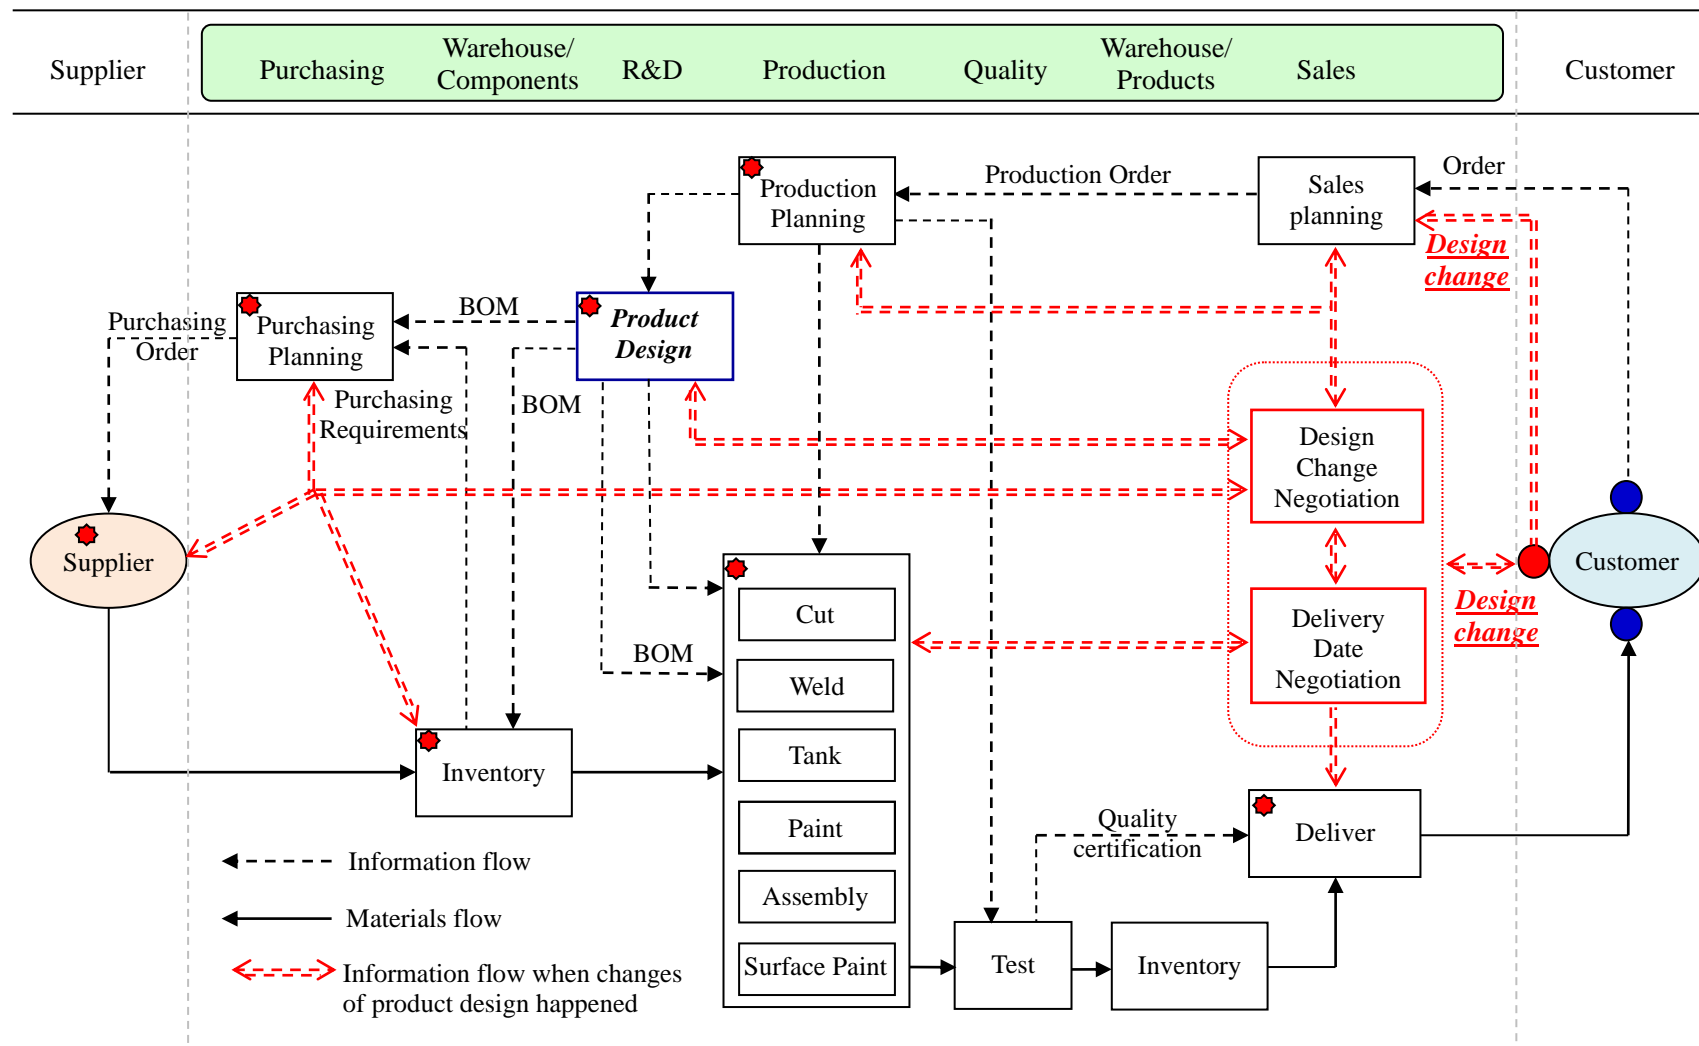 Supplier
Purchasing
Warehouse/
Components
R&D
Production
Quality
Warehouse/
Products
Sales
Customer
Production
Planning
Production Order
Sales
planning
Order
Design
change
Purchasing
Order
Purchasing
Planning
BOM
Product
Design
Purchasing
Requirements
BOM
Design
Change
Negotiation
Supplier
Customer
Cut
BOM
Weld
Delivery
Date
Negotiation
Design
change
Inventory
Tank
Paint
Quality
certification
Deliver
Information flow
Assembly
Materials flow
Surface Paint
Test
Inventory
Information flow when changes
of product design happened